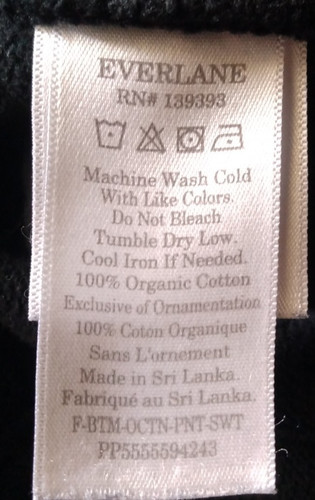 EVERLANE
RN# 139393
Machine Wash Cold
With Like Colors.
Do Not Bleach
Tumble Dry Low.
Cool Iron If Needed.
100% Organic Cotton
Exclusive of Ornamentation
100% Coton Organique
Sans L'ornement
Made in Sri Lanka.
Fabriqué au Sri Lanka.
F-BTM-OCTN-PNT-SWT
PP5555594243